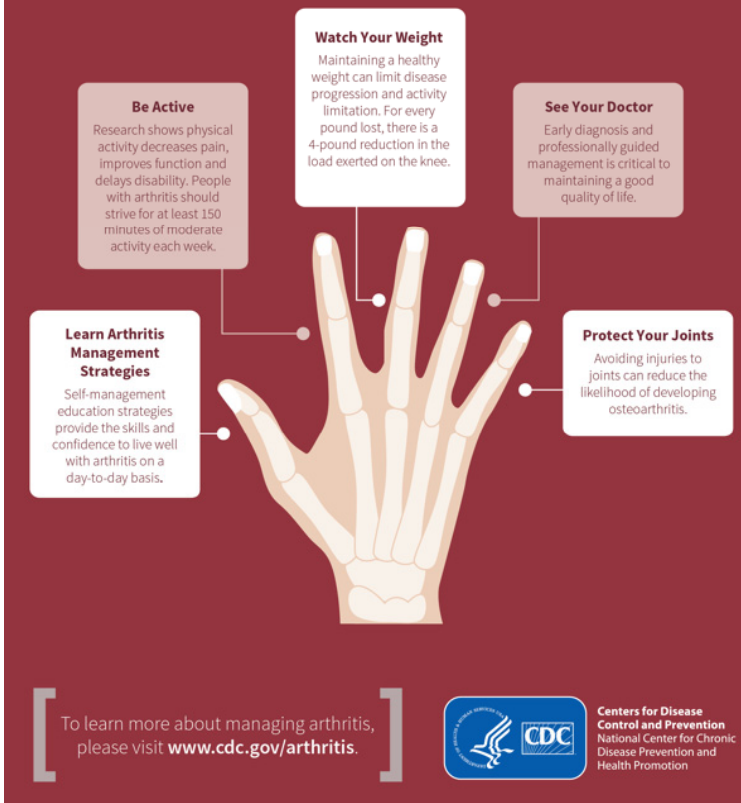 Watch Your Weight
Maintaining a healthy
weight can limit disease
progression and activity
limitation. For every
pound lost, there is a
4-pound reduction in the
load exerted on the knee.
Be Active
Research shows physical
activity decreases pain,
improves function and
delays disability. People
with arthritis should
strive for at least 150
minutes of moderate
activity each week.
See Your Doctor
Early diagnosis and
professionally guided
management is critical to
maintaining a good
quality of life.
Learn Arthritis
Management
Strategies
Self-management
education strategies
provide the skills and
confidence to live well
with arthritis on a
day-to-day basis.
Protect Your Joints
Avoiding injuries to
joints can reduce the
likelihood of developing
osteoarthritis.
To learn more about managing arthritis,
please visit www.cdc.gov/arthritis.
DEPARTMENT OF HEALTH & HUMAN SERVICES USA
CDC
Centers for Disease
Control and Prevention
National Center for Chronic
Disease Prevention and
Health Promotion